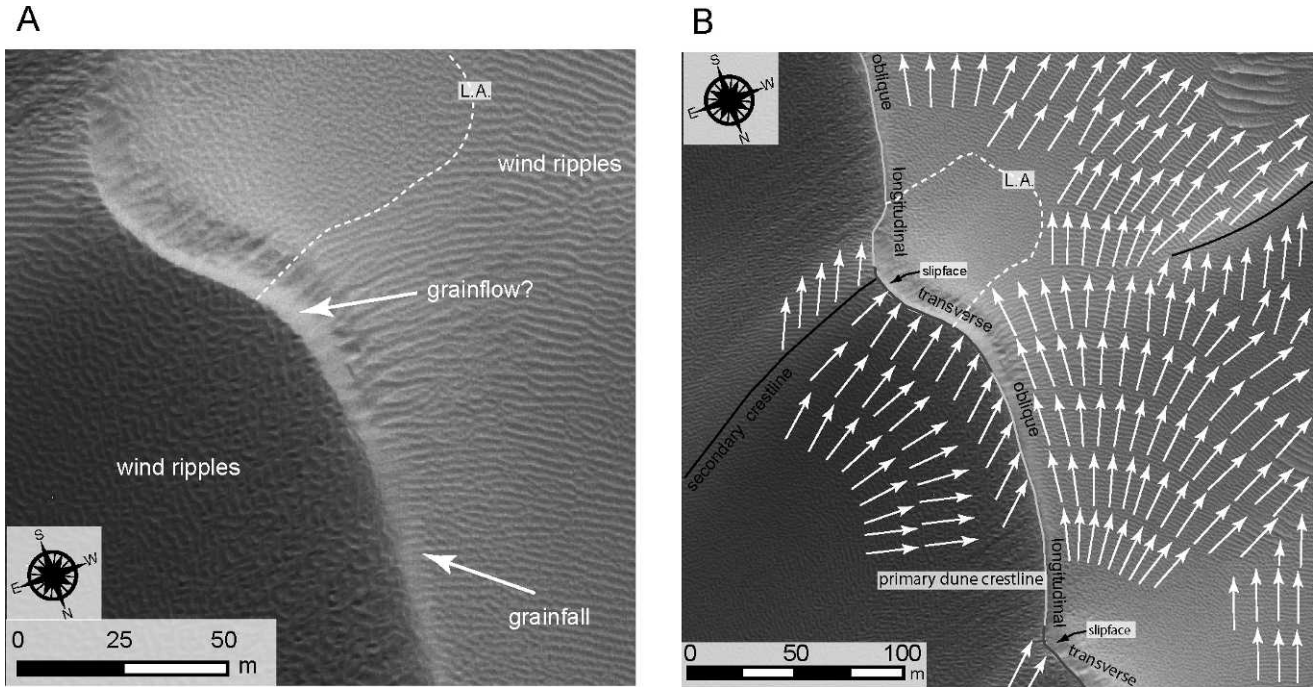 A
L.A.
wind ripples
grainflow?
wind ripples
grainfall
S
W
E
N
0 25 50
m
B
S
W
E
N
oblique
longitudinal
L.A.
slipface
transverse
secondary crestline
oblique
primary dune crestline
longitudinal
slipface
transverse
0 50 100
m